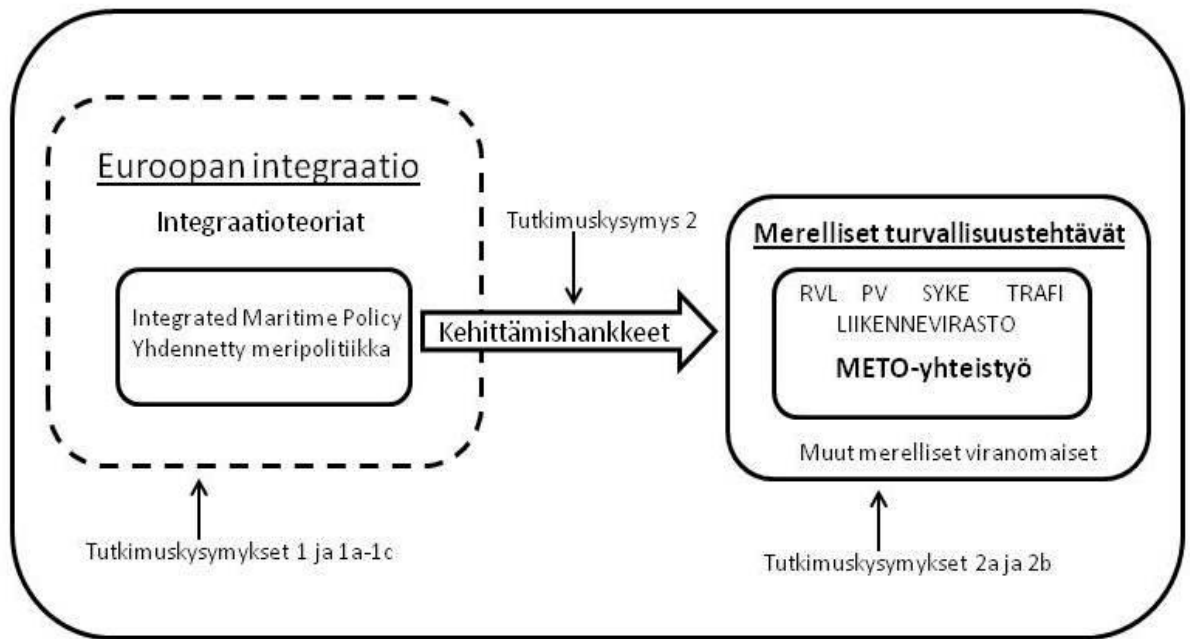 Euroopan integraatio
Integraatioteoriat
Integrated Maritime Policy
Yhdennetty meripolitiikka
Tutkimuskysymykset 1 ja 1a-1c
Tutkimuskysymys 2
Kehittämishankkeet
Merelliset turvallisuustehtävät
RVL PV SYKE TRAFI
LIIKENNEVIRASTO
METO-yhteistyö
Muut merelliset viranomaiset
Tutkimuskysymykset 2a ja 2b